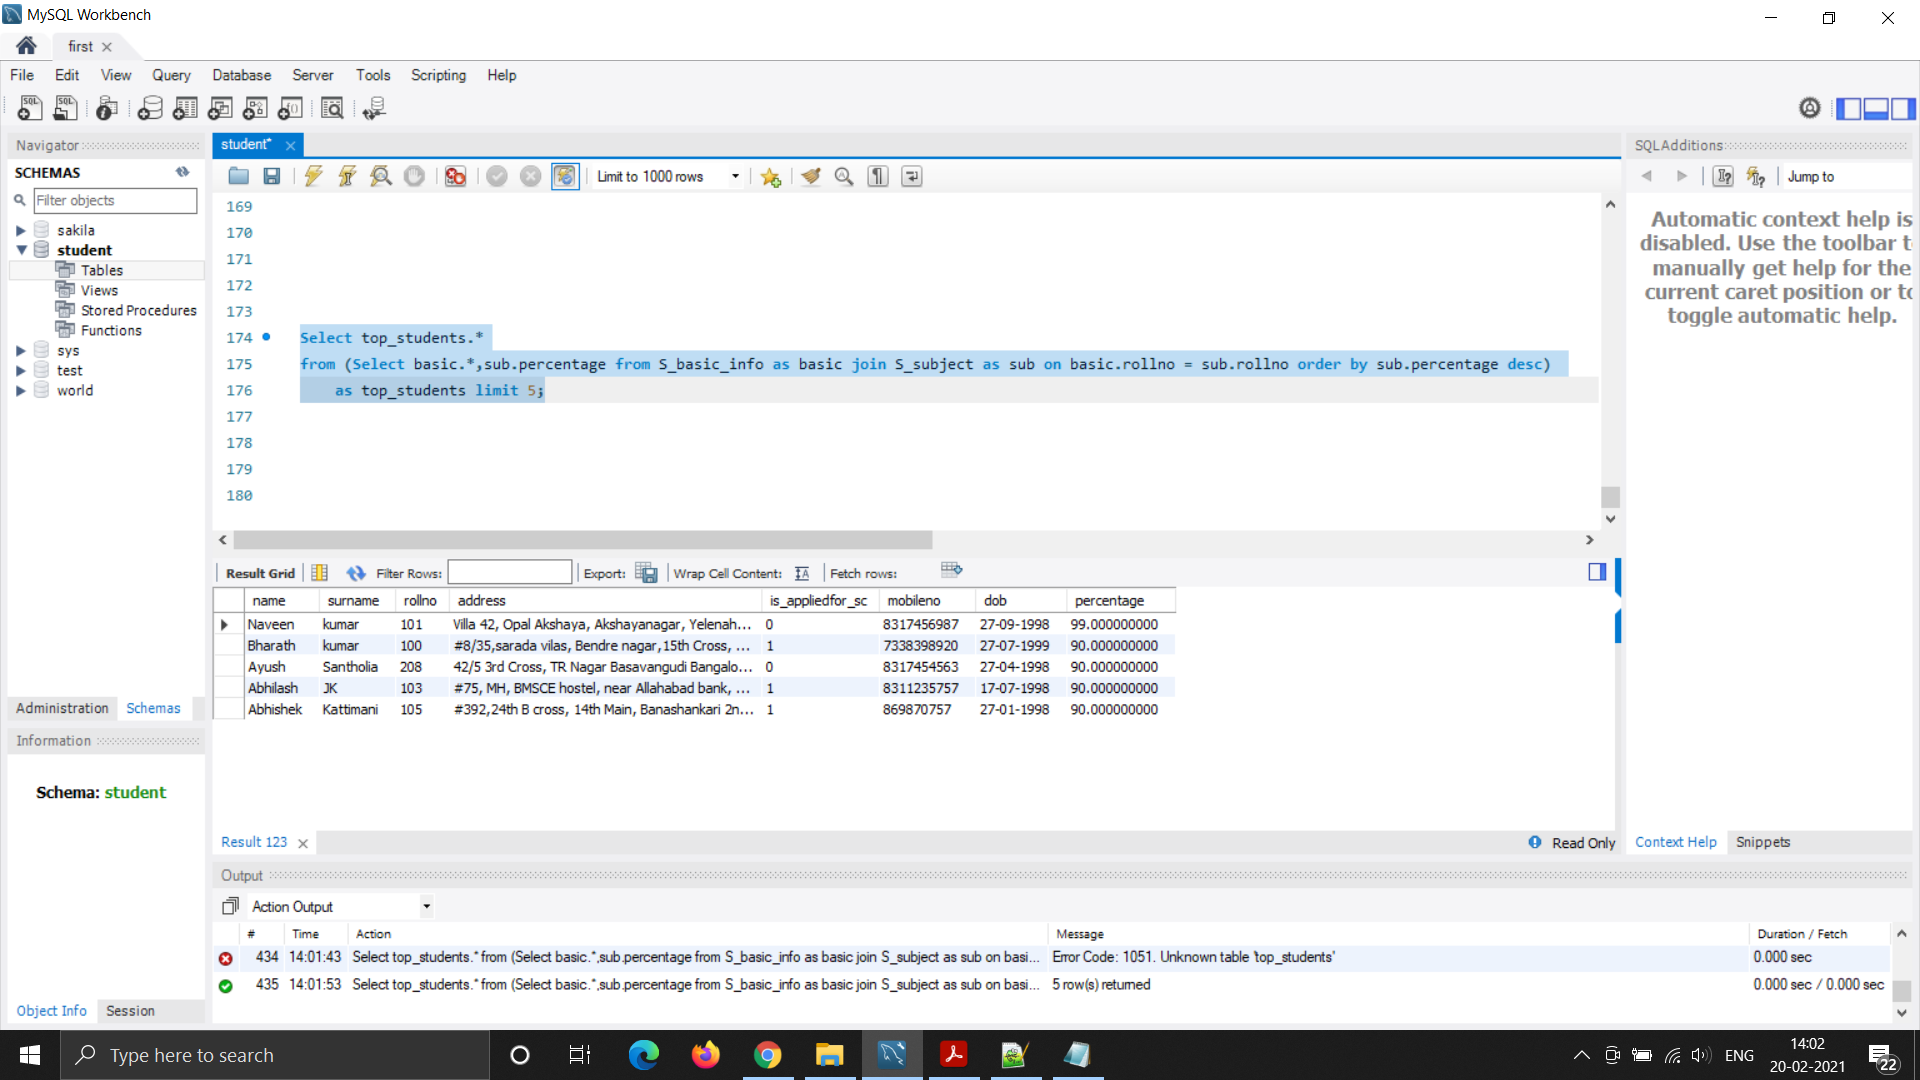 MySQL Workbench
first
File Edit View Query Database Server Tools Scripting Help
Navigator
SCHEMAS
Filter objects
sakila
student
Tables
Views
Stored Procedures
Functions
sys
test
world
Administration Schemas
Information
Schema: student
Object Info Session
student*
Limit to 1000 rows
169
170
171
172
173
174 Select top_students.*
175 from (Select basic.*,sub.percentage from S_basic_info as basic join S_subject as sub on basic.rollno = sub.rollno order by sub.percentage desc)
176 as top_students limit 5;
177
178
179
180
Result Grid Filter Rows: Export: Wrap Cell Content: Fetch rows:
name surname rollno address is_appliedfor_sc mobileno dob percentage
Naveen kumar 101 Villa 42, Opal Akshaya, Akshayanagar, Yelenah... 0 8317456987 27-09-1998 99.000000000
Bharath kumar 100 #8/35,sarada vilas, Bendre nagar,15th Cross, ... 1 7338398920 27-07-1999 90.000000000
Ayush Santholia 208 42/5 3rd Cross, TR Nagar Basavangudi Bangalo... 0 8317454563 27-04-1998 90.000000000
Abhilash JK 103 #75, MH, BMSCE hostel, near Allahabad bank, ... 1 8311235757 17-07-1998 90.000000000
Abhishek Kattimani 105 #392,24th B cross, 14th Main, Banashankari 2n... 1 869870757 27-01-1998 90.000000000
Result 123
Read Only
SQLAdditions
Jump to
Automatic context help is
disabled. Use the toolbar t
manually get help for the
current caret position or to
toggle automatic help.
Context Help Snippets
Output
Action Output
# Time Action Message Duration / Fetch
434 14:01:43 Select top_students.* from (Select basic.*,sub.percentage from S_basic_info as basic join S_subject as sub on basi... Error Code: 1051. Unknown table 'top_students' 0.000 sec
435 14:01:53 Select top_students.* from (Select basic.*,sub.percentage from S_basic_info as basic join S_subject as sub on basi... 5 row(s) returned 0.000 sec / 0.000 sec
Type here to search
ENG
14:02
20-02-2021
22